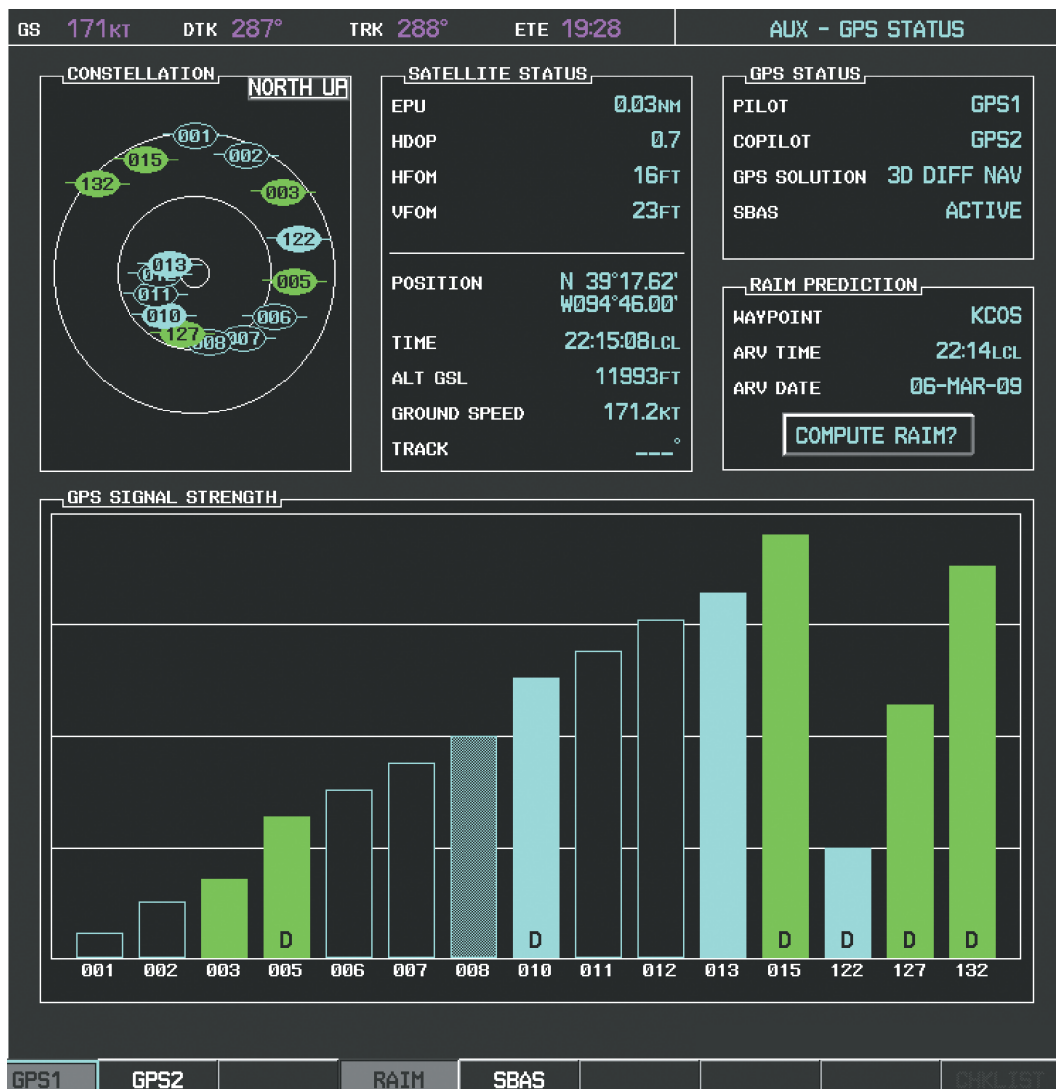 GS 171KT DTK 287° TRK 288° ETE 19:28 AUX - GPS STATUS
CONSTELLATION
NORTH UP
001
002
015
132
003
122
013
012
005
011
010
006
127
008
007
SATELLITE STATUS
EPU 0.03NM
HDOP 0.7
HFOM 16FT
VFOM 23FT
POSITION N 39°17.62'
W094°46.00'
TIME 22:15:08LCL
ALT GSL 11993FT
GROUND SPEED 171.2KT
TRACK ___°
GPS STATUS
PILOT GPS1
COPILOT GPS2
GPS SOLUTION 3D DIFF NAV
SBAS ACTIVE
RAIM PREDICTION
WAYPOINT KCOS
ARV TIME 22:14LCL
ARV DATE 06-MAR-09
COMPUTE RAIM?
GPS SIGNAL STRENGTH
D D D D D D
001 002 003 005 006 007 008 010 011 012 013 015 122 127 132
GPS1 GPS2 RAIM SBAS CHKLIST